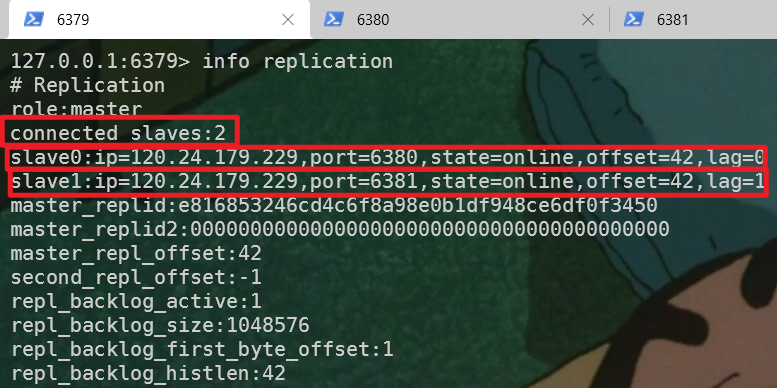 6379
6380
6381
127.0.0.1:6379> info replication
# Replication
role:master
connected_slaves:2
slave0:ip=120.24.179.229,port=6380,state=online,offset=42,lag=0
slave1:ip=120.24.179.229,port=6381,state=online,offset=42,lag=1
master_replid:e816853246cd4c6f8a98e0b1df948ce6df0f3450
master_replid2:0000000000000000000000000000000000000000
master_repl_offset:42
second_repl_offset:-1
repl_backlog_active:1
repl_backlog_size:1048576
repl_backlog_first_byte_offset:1
repl_backlog_histlen:42